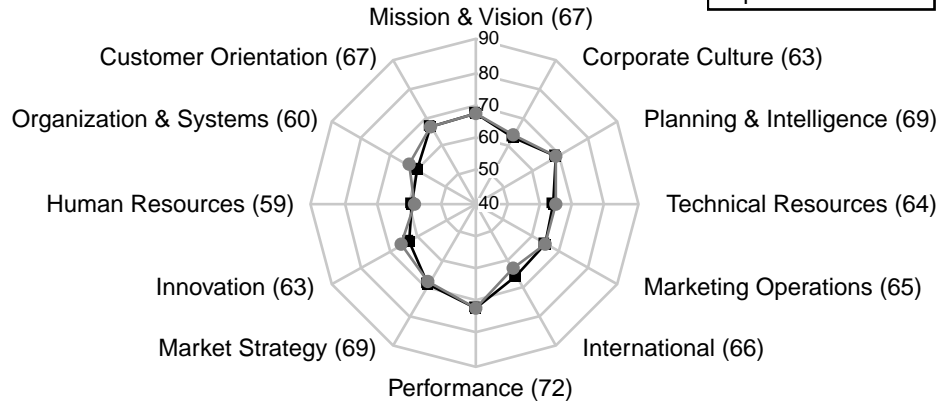 Mission & Vision (67)
90
Customer Orientation (67)
Corporate Culture (63)
80
Organization & Systems (60)
70
Planning & Intelligence (69)
60
50
Human Resources (59)
40
Technical Resources (64)
Innovation (63)
Marketing Operations (65)
Market Strategy (69)
International (66)
Performance (72)